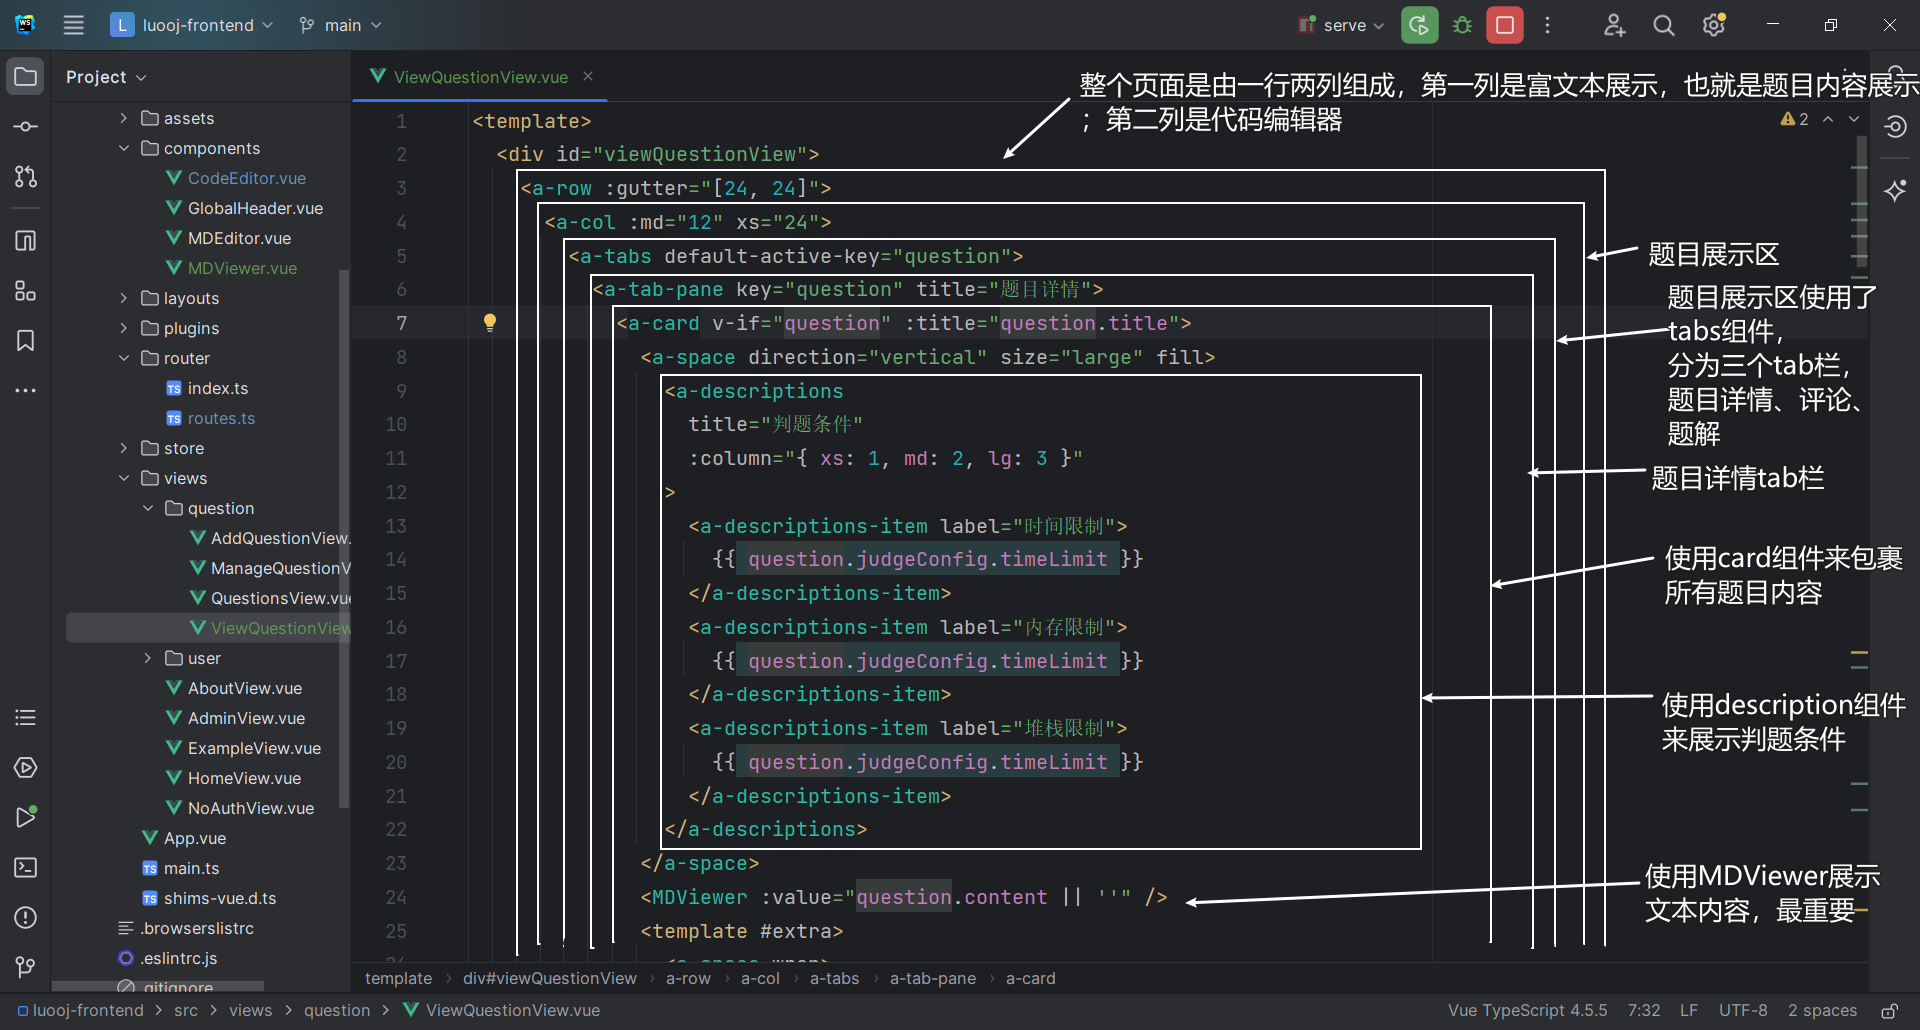 L luooj-frontend main serve
Project
ViewQuestionView.vue
整个页面是由一行两列组成，第一列是富文本展示，也就是题目内容展示
；第二列是代码编辑器
assets
components
CodeEditor.vue
GlobalHeader.vue
MDEditor.vue
MDViewer.vue
layouts
plugins
router
index.ts
routes.ts
store
views
question
AddQuestionView.
ManageQuestionV
QuestionsView.vue
ViewQuestionView
user
AboutView.vue
AdminView.vue
ExampleView.vue
HomeView.vue
NoAuthView.vue
App.vue
main.ts
shims-vue.d.ts
.browserslistrc
.eslintrc.js
.gitignore
2
1 <template>
2 <div id="viewQuestionView">
3 <a-row :gutter="[24, 24]">
4 <a-col :md="12" xs="24">
5 <a-tabs default-active-key="question">
6 <a-tab-pane key="question" title="题目详情">
7 <a-card v-if="question" :title="question.title">
8 <a-space direction="vertical" size="large" fill>
9 <a-descriptions
10 title="判题条件"
11 :column="{ xs: 1, md: 2, lg: 3 }"
12 >
13 <a-descriptions-item label="时间限制">
14 {{ question.judgeConfig.timeLimit }}
15 </a-descriptions-item>
16 <a-descriptions-item label="内存限制">
17 {{ question.judgeConfig.timeLimit }}
18 </a-descriptions-item>
19 <a-descriptions-item label="堆栈限制">
20 {{ question.judgeConfig.timeLimit }}
21 </a-descriptions-item>
22 </a-descriptions>
23 </a-space>
24 <MDViewer :value="question.content || ''" />
25 <template #extra>
题目展示区
题目展示区使用了
tabs组件，
分为三个tab栏，
题目详情、评论、
题解
题目详情tab栏
使用card组件来包裹
所有题目内容
使用description组件
来展示判题条件
使用MDViewer展示
文本内容，最重要
template › div#viewQuestionView › a-row › a-col › a-tabs › a-tab-pane › a-card
luooj-frontend > src > views > question > ViewQuestionView.vue
Vue TypeScript 4.5.5 7:32 LF UTF-8 2 spaces